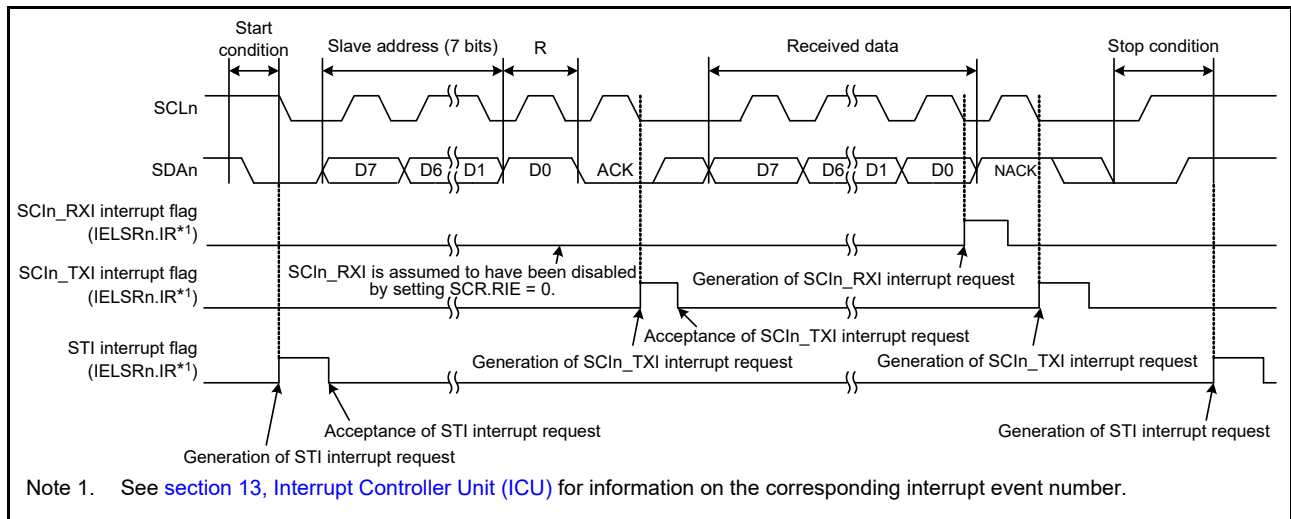 Start
condition
Slave address (7 bits)
R
Received data
Stop condition
SCLn
SDAn
D7
D6
D1
D0
ACK
D7
D6
D1
D0
NACK
SCIn_RXI interrupt flag
(IELSRn.IR*1)
SCIn_RXI is assumed to have been disabled
by setting SCR.RIE = 0.
Generation of SCIn_RXI interrupt request
SCIn_TXI interrupt flag
(IELSRn.IR*1)
Acceptance of SCIn_TXI interrupt request
Generation of SCIn_TXI interrupt request
Generation of SCIn_TXI interrupt request
STI interrupt flag
(IELSRn.IR*1)
Acceptance of STI interrupt request
Generation of STI interrupt request
Generation of STI interrupt request
Note 1. See section 13, Interrupt Controller Unit (ICU) for information on the corresponding interrupt event number.